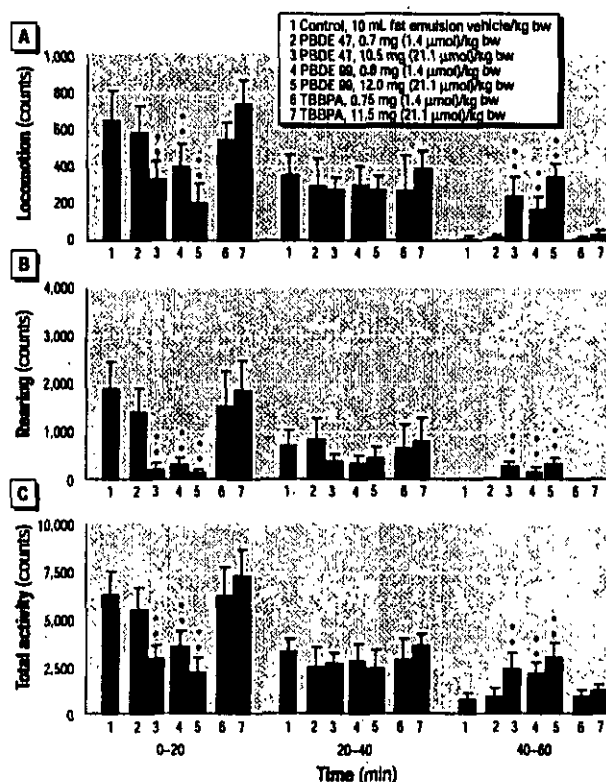 A
1 Control, 10 mL fat emulsion vehicle/kg bw
2 PBDE 47, 0.7 mg (1.4 µmol)/kg bw
3 PBDE 47, 10.5 mg (21.1 µmol)/kg bw
4 PBDE 99, 0.8 mg (1.4 µmol)/kg bw
5 PBDE 99, 12.0 mg (21.1 µmol)/kg bw
6 TBBPA, 0.75 mg (1.4 µmol)/kg bw
7 TBBPA, 11.5 mg (21.1 µmol)/kg bw
Locomotion (counts)
1,000
800
600
400
200
0
1 2 3 4 5 6 7 1 2 3 4 5 6 7 1 2 3 4 5 6 7
B
Rearing (counts)
4,000
3,000
2,000
1,000
0
1 2 3 4 5 6 7 1 2 3 4 5 6 7 1 2 3 4 5 6 7
C
Total activity (counts)
10,000
7,500
5,000
2,500
0
1 2 3 4 5 6 7 1 2 3 4 5 6 7 1 2 3 4 5 6 7
0–20 20–40 40–60
Time (min)